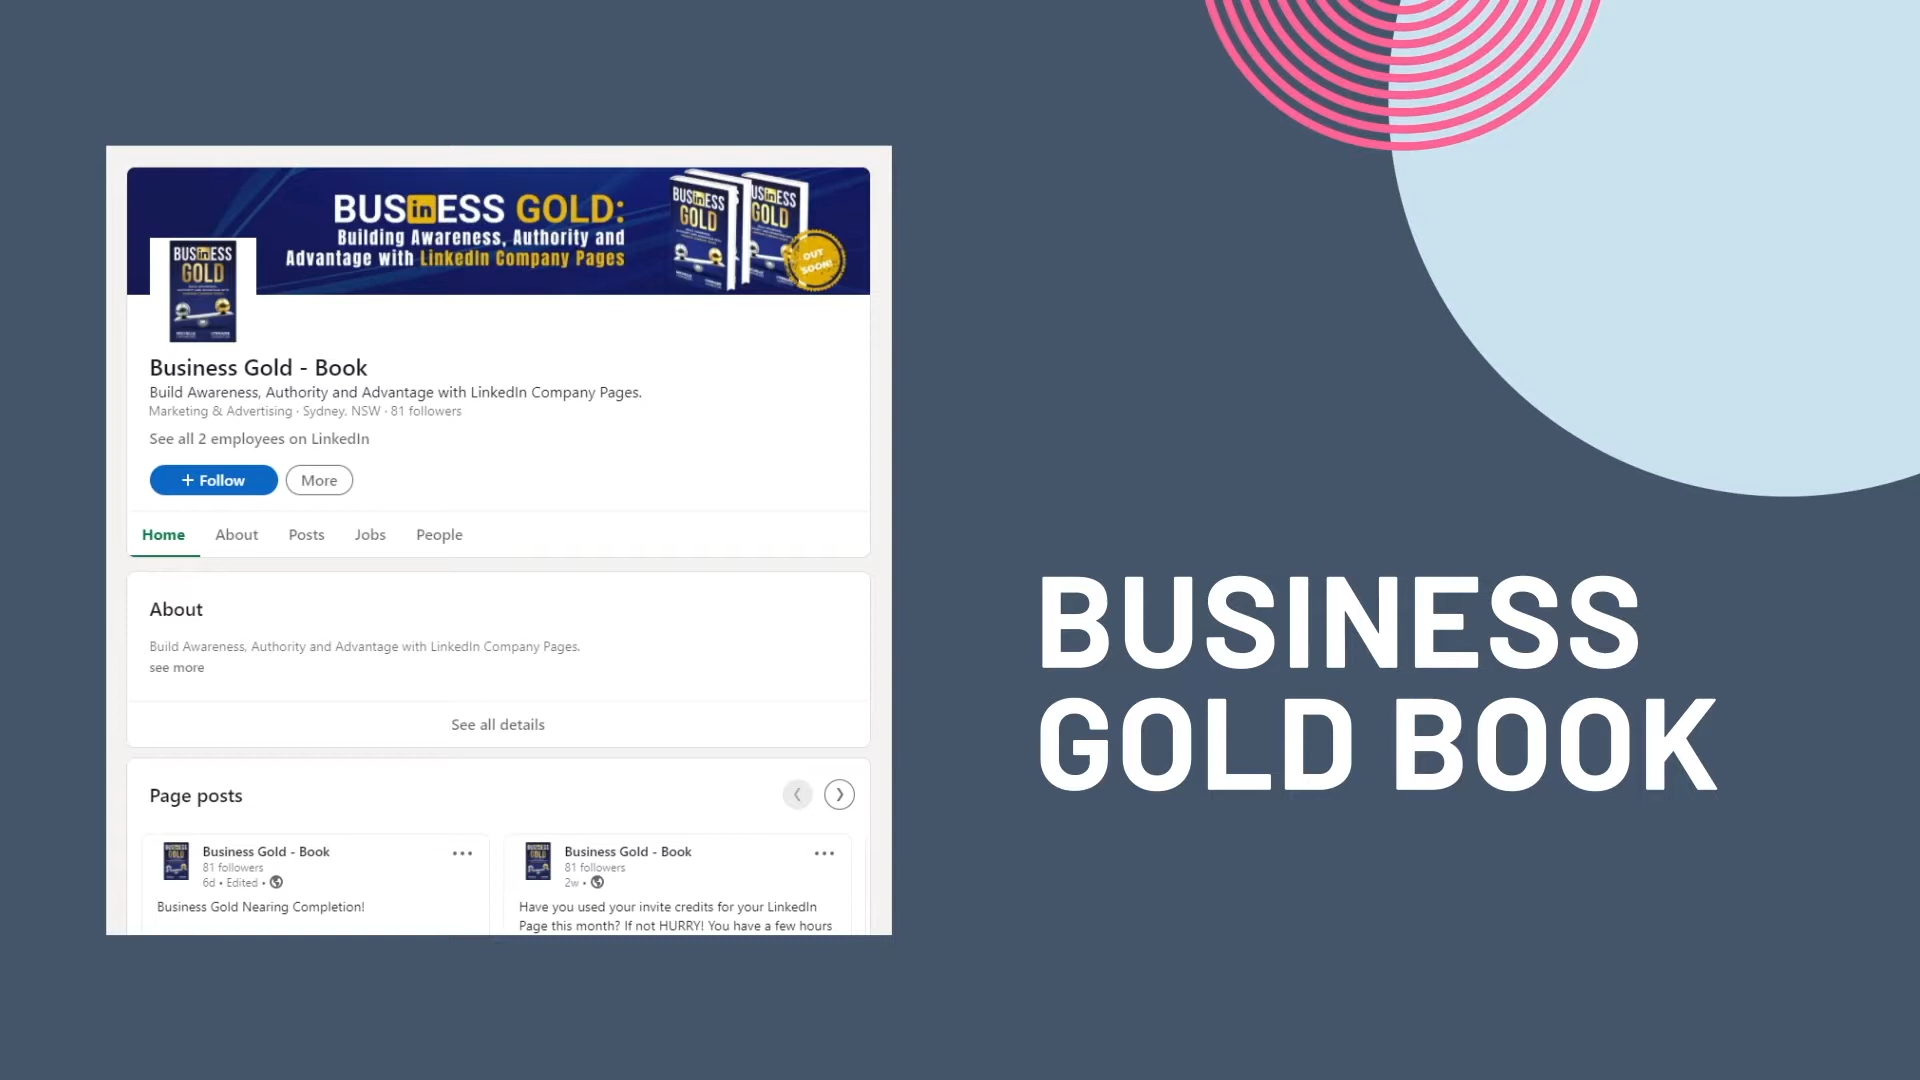 BUSinESS GOLD:
Building Awareness, Authority and
Advantage with LinkedIn Company Pages
BUSinESS
GOLD
BUSinESS
GOLD
OUT
SOON!
BUSinESS
GOLD
Business Gold - Book
Build Awareness, Authority and Advantage with LinkedIn Company Pages.
Marketing & Advertising · Sydney, NSW · 81 followers
See all 2 employees on LinkedIn
+ Follow
More
Home About Posts Jobs People
About
Build Awareness, Authority and Advantage with LinkedIn Company Pages.
see more
See all details
Page posts
Business Gold - Book
81 followers
6d • Edited •
Business Gold Nearing Completion!
Business Gold - Book
81 followers
2w •
Have you used your invite credits for your LinkedIn
Page this month? If not HURRY! You have a few hours
BUSINESS
GOLD BOOK